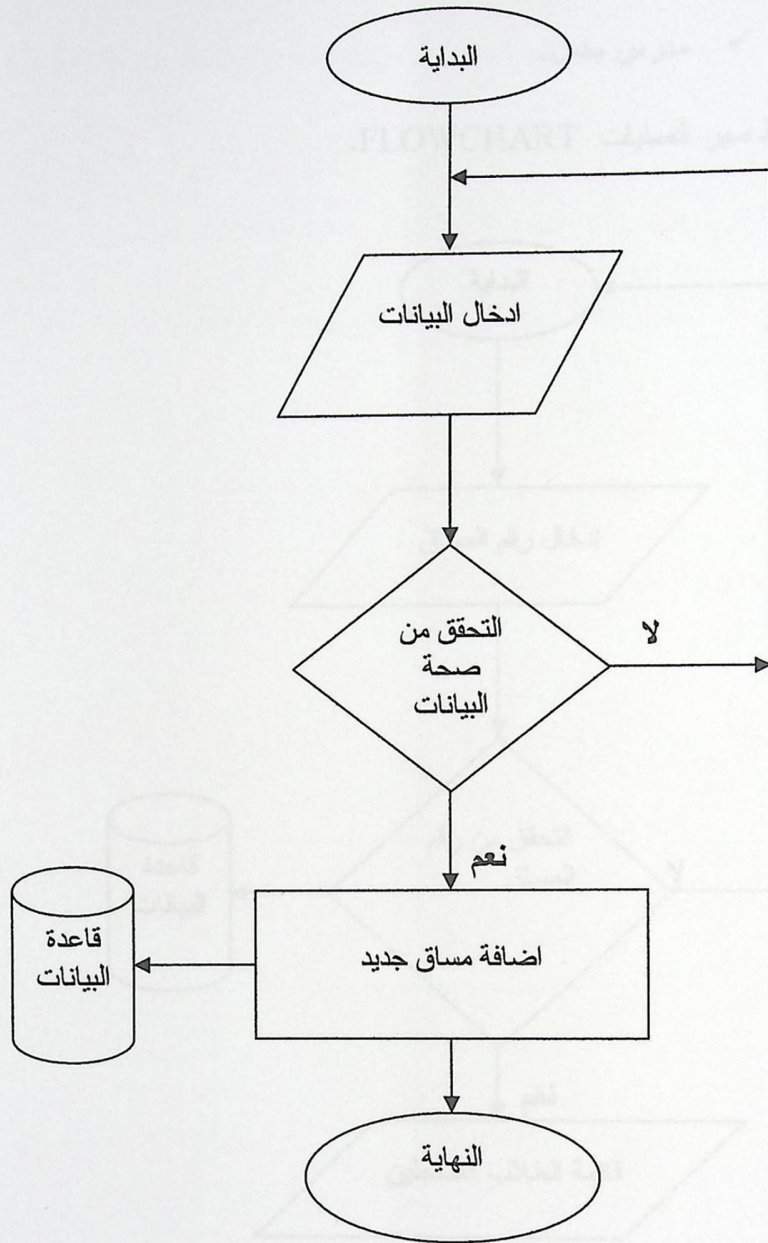 البداية
ادخال البيانات
التحقق من
صحة
البيانات
لا
نعم
اضافة مساق جديد
قاعدة
البيانات
النهاية